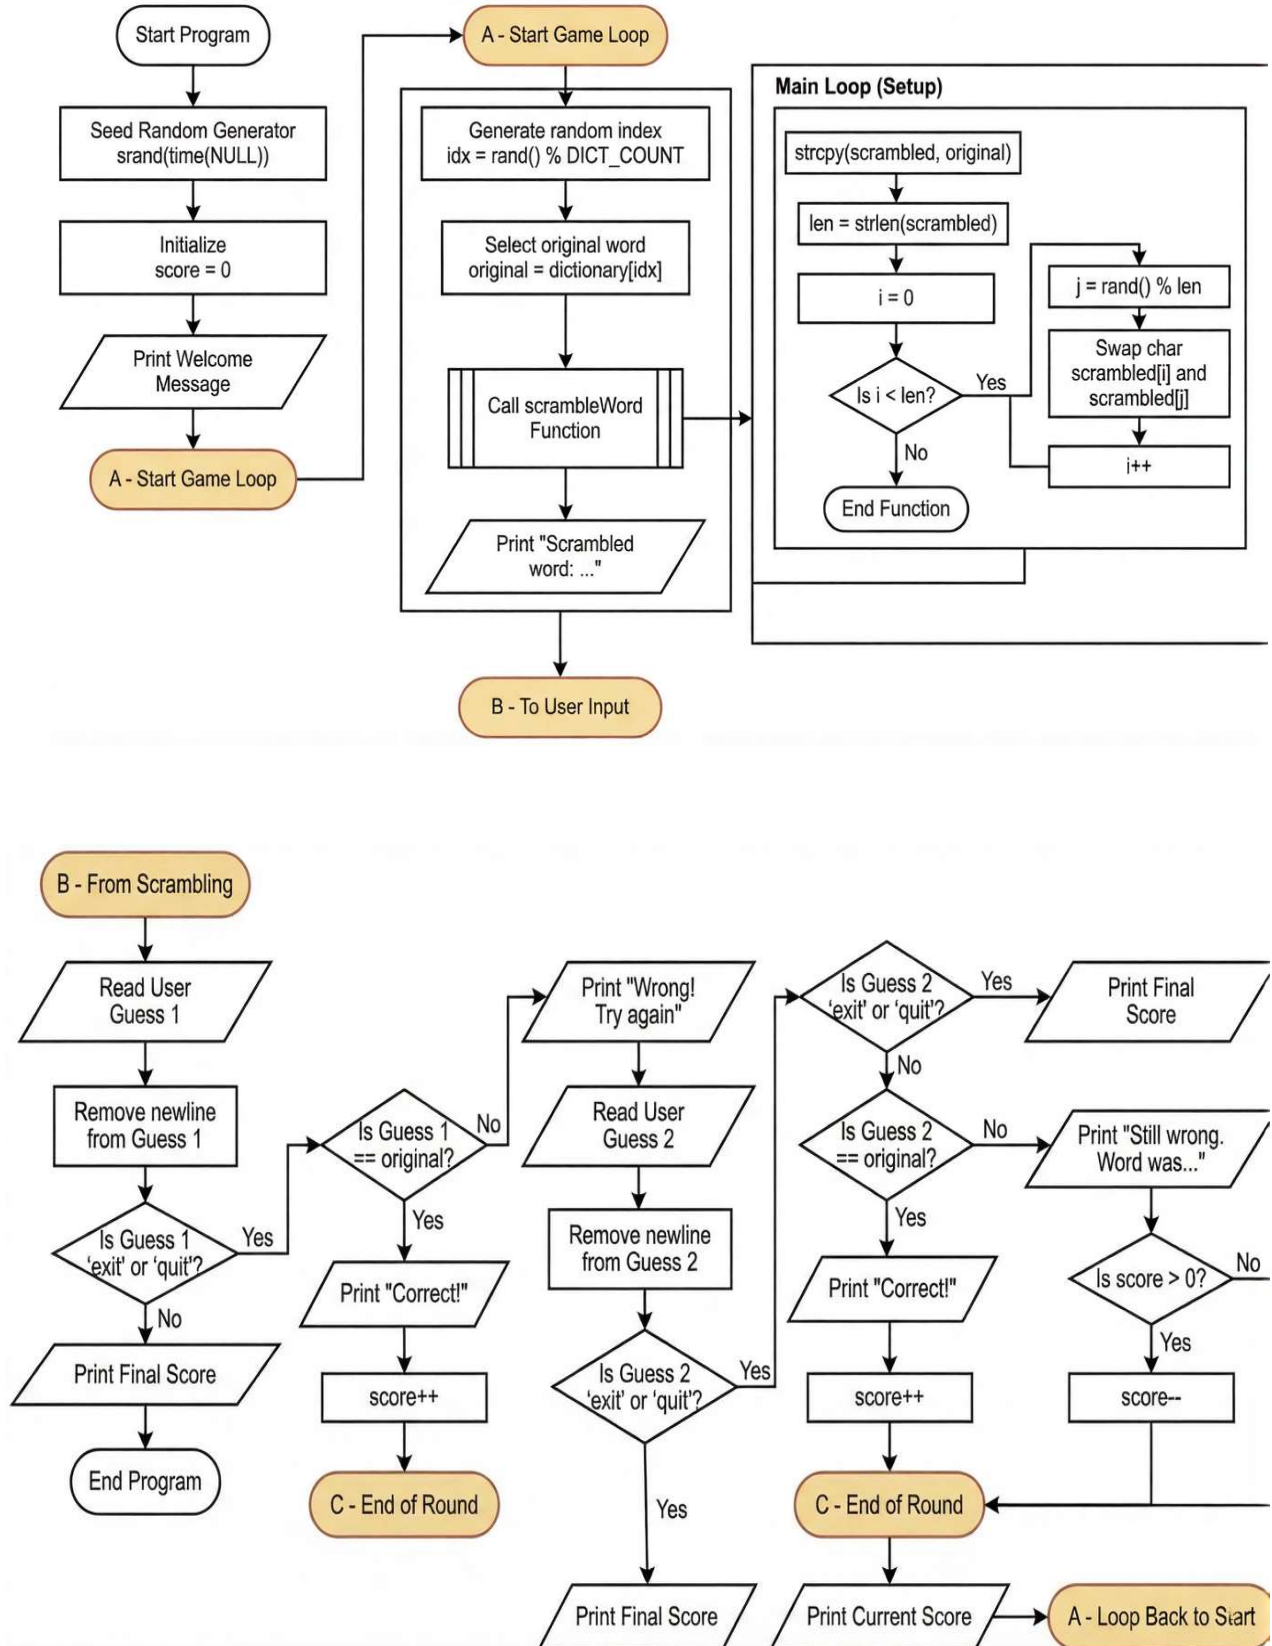 Start Program
Seed Random Generator
srand(time(NULL))
Initialize
score = 0
Print Welcome
Message
A - Start Game Loop
A - Start Game Loop
Generate random index
idx = rand() % DICT_COUNT
Select original word
original = dictionary[idx]
Call scrambleWord
Function
Print "Scrambled
word: ..."
B - To User Input
Main Loop (Setup)
strcpy(scrambled, original)
len = strlen(scrambled)
i = 0
Is i < len?
Yes
No
End Function
j = rand() % len
Swap char
scrambled[i] and
scrambled[j]
i++
B - From Scrambling
Read User
Guess 1
Remove newline
from Guess 1
Is Guess 1
'exit' or 'quit'?
Yes
No
Print Final Score
End Program
Is Guess 1
== original?
No
Yes
Print "Correct!"
score++
C - End of Round
Print "Wrong!
Try again"
Read User
Guess 2
Remove newline
from Guess 2
Is Guess 2
'exit' or 'quit'?
Yes
Yes
Print Final Score
Is Guess 2
'exit' or 'quit'?
Yes
No
Print Final
Score
Is Guess 2
== original?
No
Yes
Print "Correct!"
score++
C - End of Round
Print Current Score
Print "Still wrong.
Word was..."
Is score > 0?
No
Yes
score--
A - Loop Back to Start